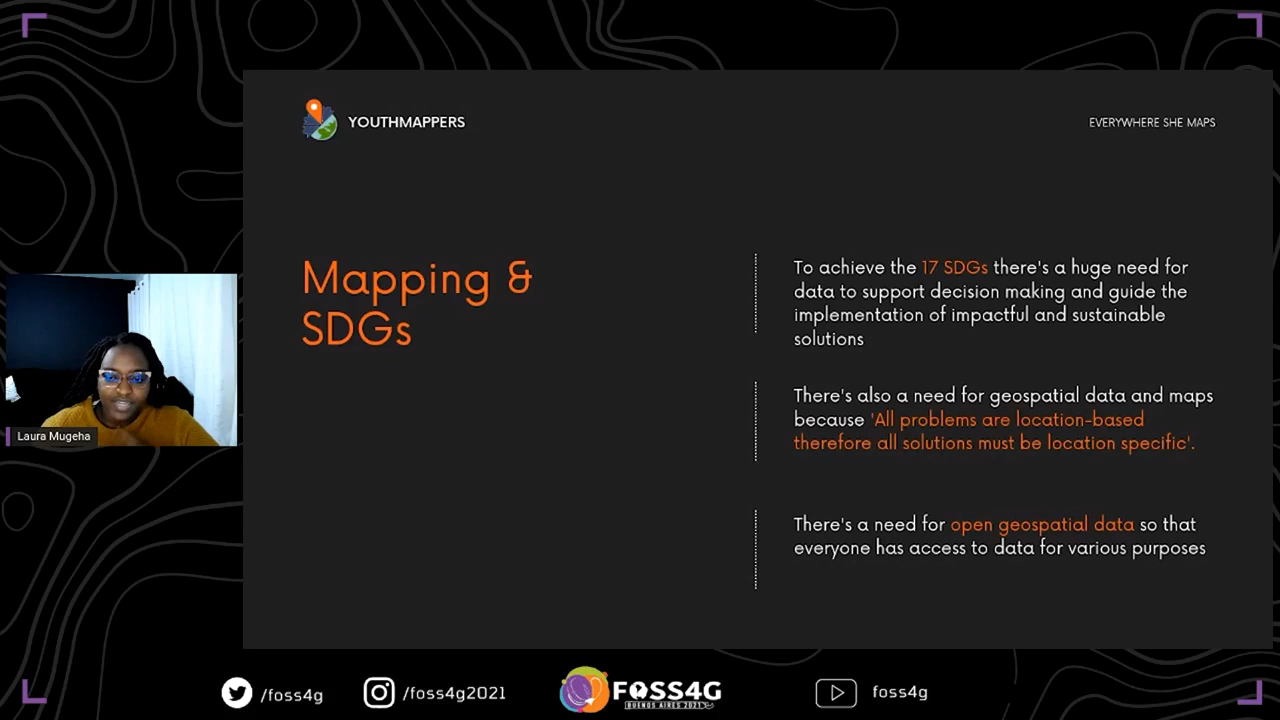 YOUTHMAPPERS
EVERYWHERE SHE MAPS
Mapping &
SDGs
To achieve the 17 SDGs there's a huge need for
data to support decision making and guide the
implementation of impactful and sustainable
solutions
There's also a need for geospatial data and maps
because 'All problems are location-based
therefore all solutions must be location specific'.
There's a need for open geospatial data so that
everyone has access to data for various purposes
Laura Mugeha
/foss4g
/foss4g2021
FOSS4G
BUENOS AIRES 2021
foss4g